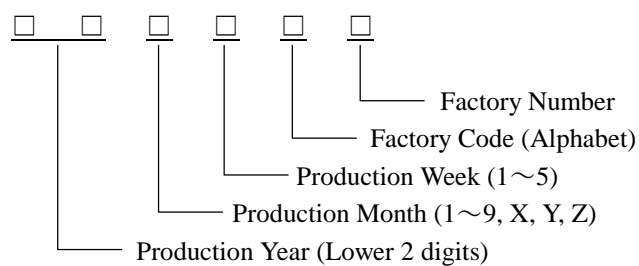 □ □ □ □ □ □
Factory Number
Factory Code (Alphabet)
Production Week (1～5)
Production Month (1～9, X, Y, Z)
Production Year (Lower 2 digits)